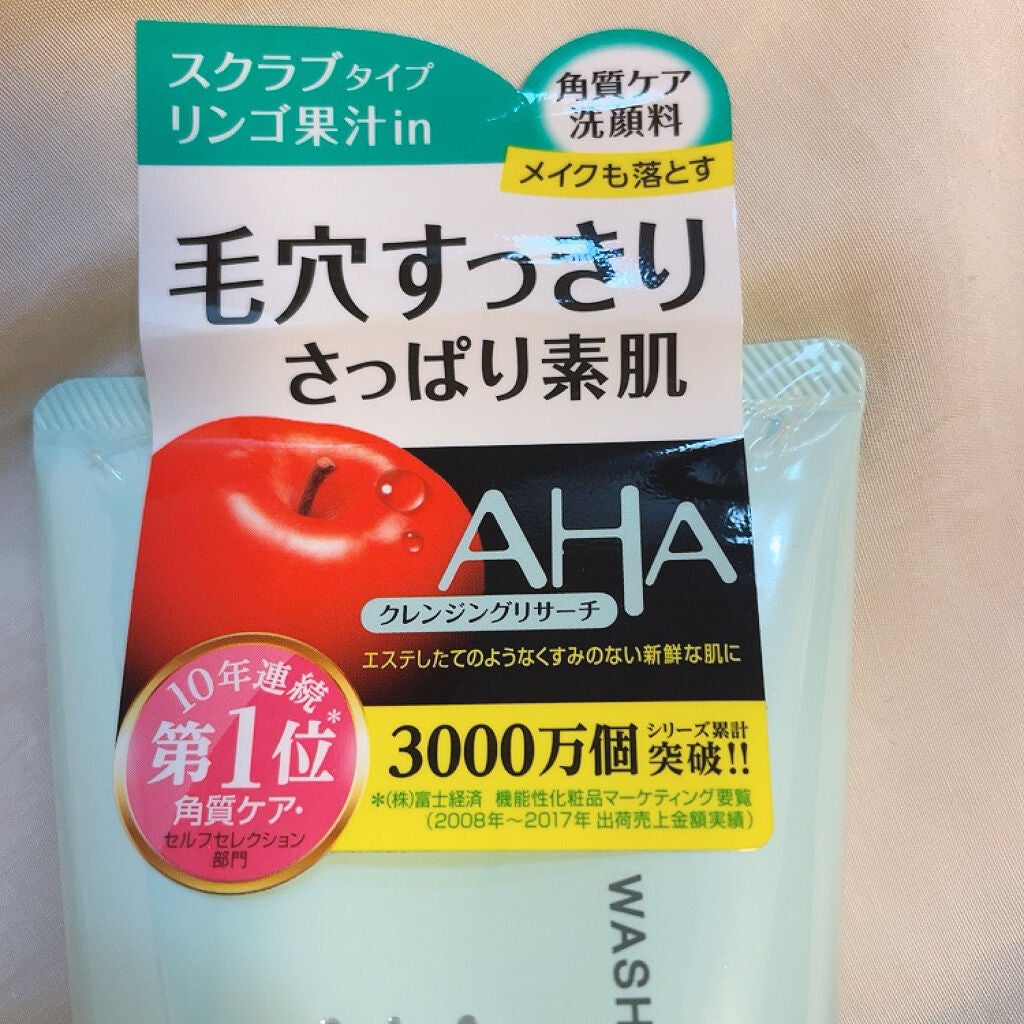 スクラブタイプ
リンゴ果汁in
角質ケア
洗顔料
メイクも落とす
毛穴すっきり
さっぱり素肌
AHA
クレンジングリサーチ
エステしたてのようなくすみのない新鮮な肌に
10年連続
第1位*
角質ケア・
セルフセレクション
部門
3000万個 シリーズ累計
突破!!
*(株)富士経済 機能性化粧品マーケティング要覧
(2008年~2017年 出荷売上金額実績)
WASH